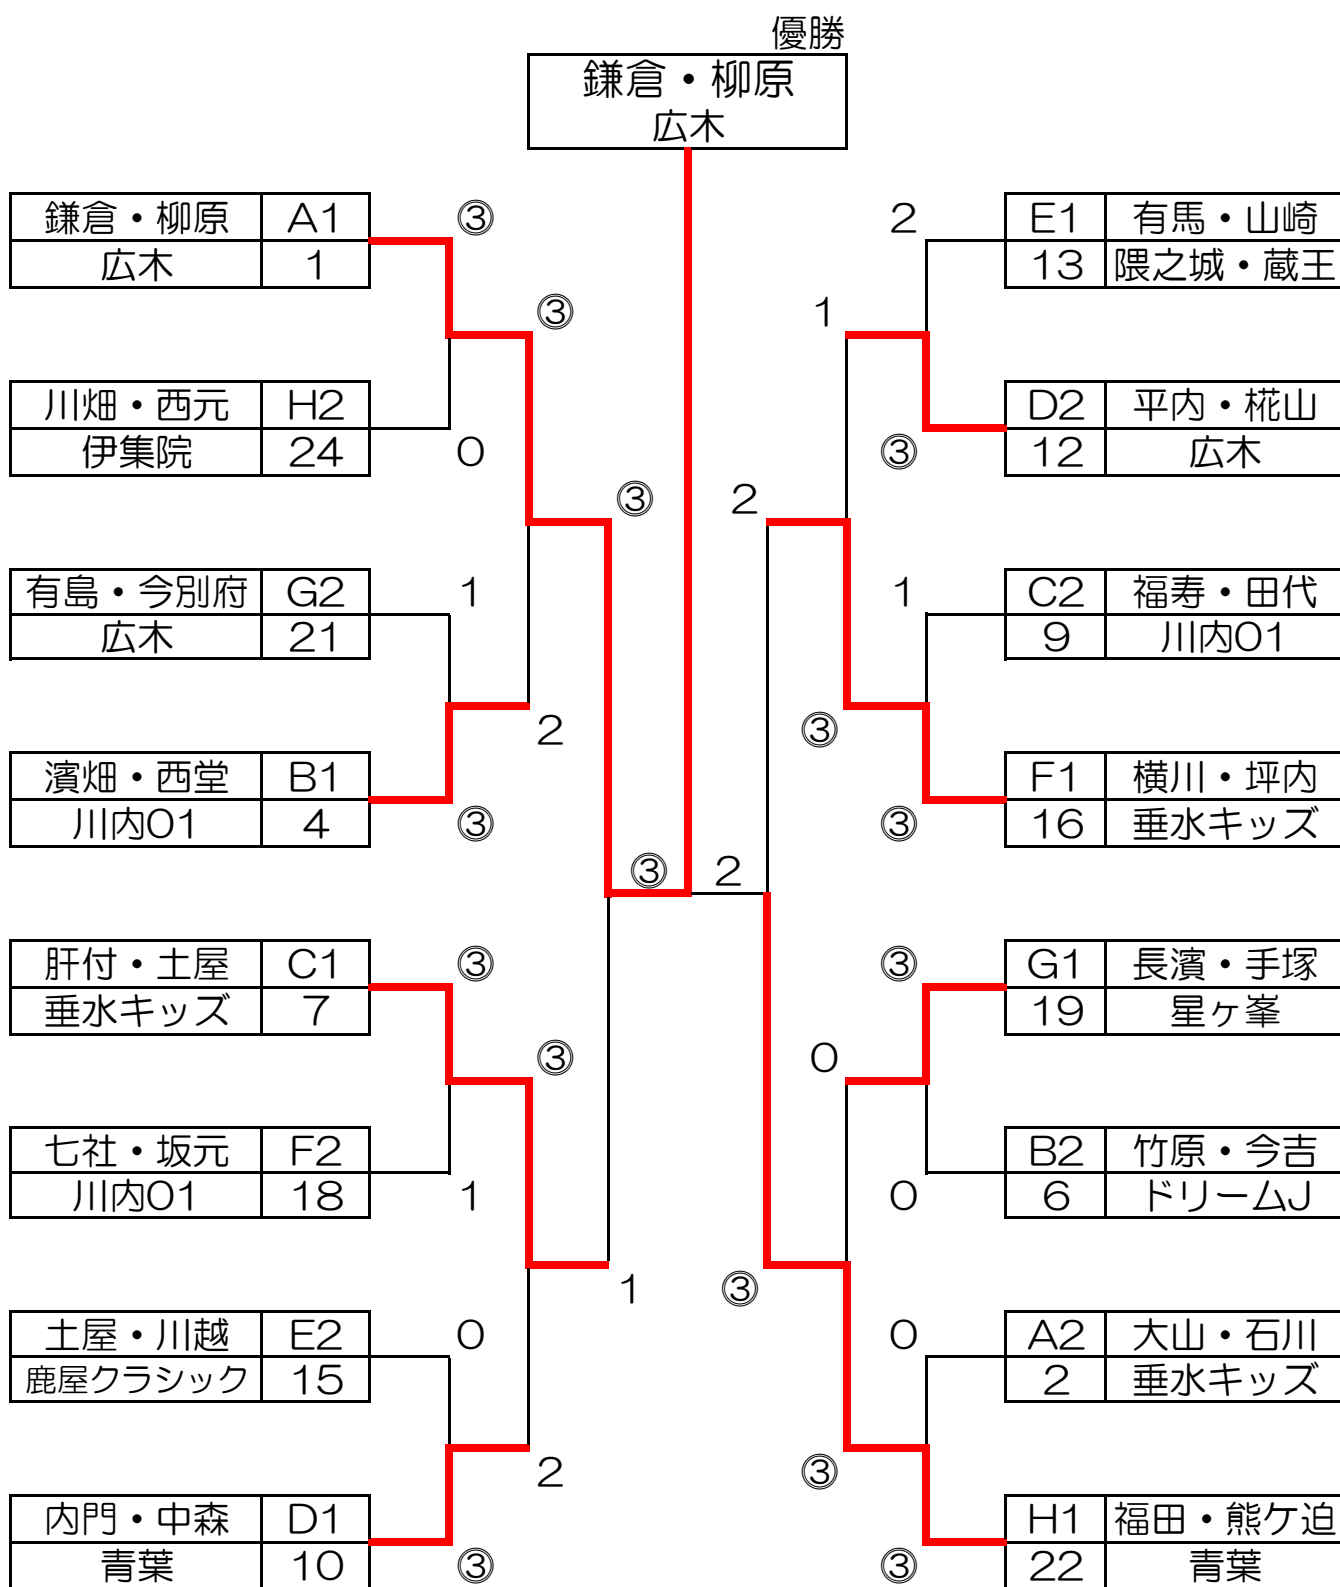 優勝
鎌倉・柳原
広木
鎌倉・柳原 A1 ③ 2 E1 有馬・山崎
広木 1 13 隈之城・蔵王
③ 1
川畑・西元 H2 D2 平内・椛山
伊集院 24 0 ③ 12 広木
③ 2
有島・今別府 G2 1 1 C2 福寿・田代
広木 21 9 川内01
2 ③
濱畑・西堂 B1 F1 横川・坪内
川内01 4 ③ ③ 16 垂水キッズ
③ 2
肝付・土屋 C1 ③ ③ G1 長濱・手塚
垂水キッズ 7 19 星ヶ峯
③ 0
七社・坂元 F2 B2 竹原・今吉
川内01 18 1 0 6 ドリームJ
1 ③
土屋・川越 E2 0 0 A2 大山・石川
鹿屋クラシック 15 2 垂水キッズ
2 ③
内門・中森 D1 H1 福田・熊ケ迫
青葉 10 ③ ③ 22 青葉